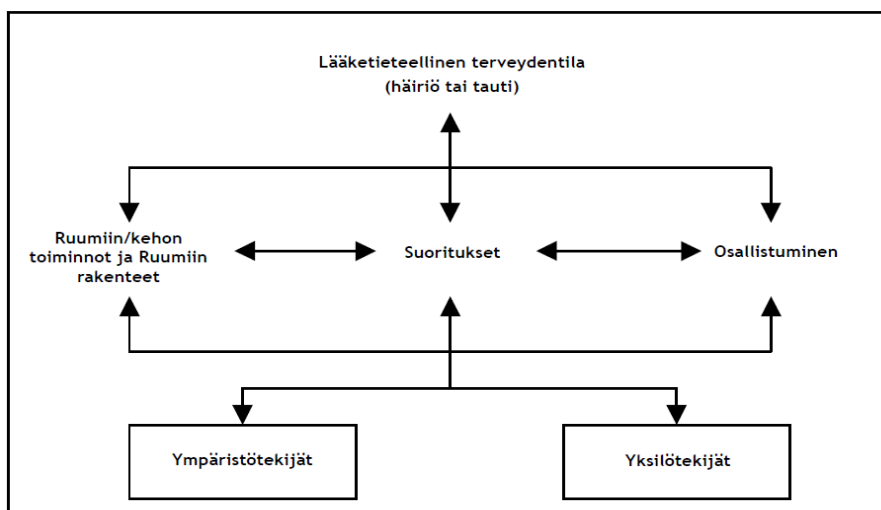 Lääketieteellinen terveydentila
(häiriö tai tauti)
Ruumiin/kehon
toiminnot ja Ruumiin
rakenteet
Suoritukset
Osallistuminen
Ympäristötekijät
Yksilötekijät